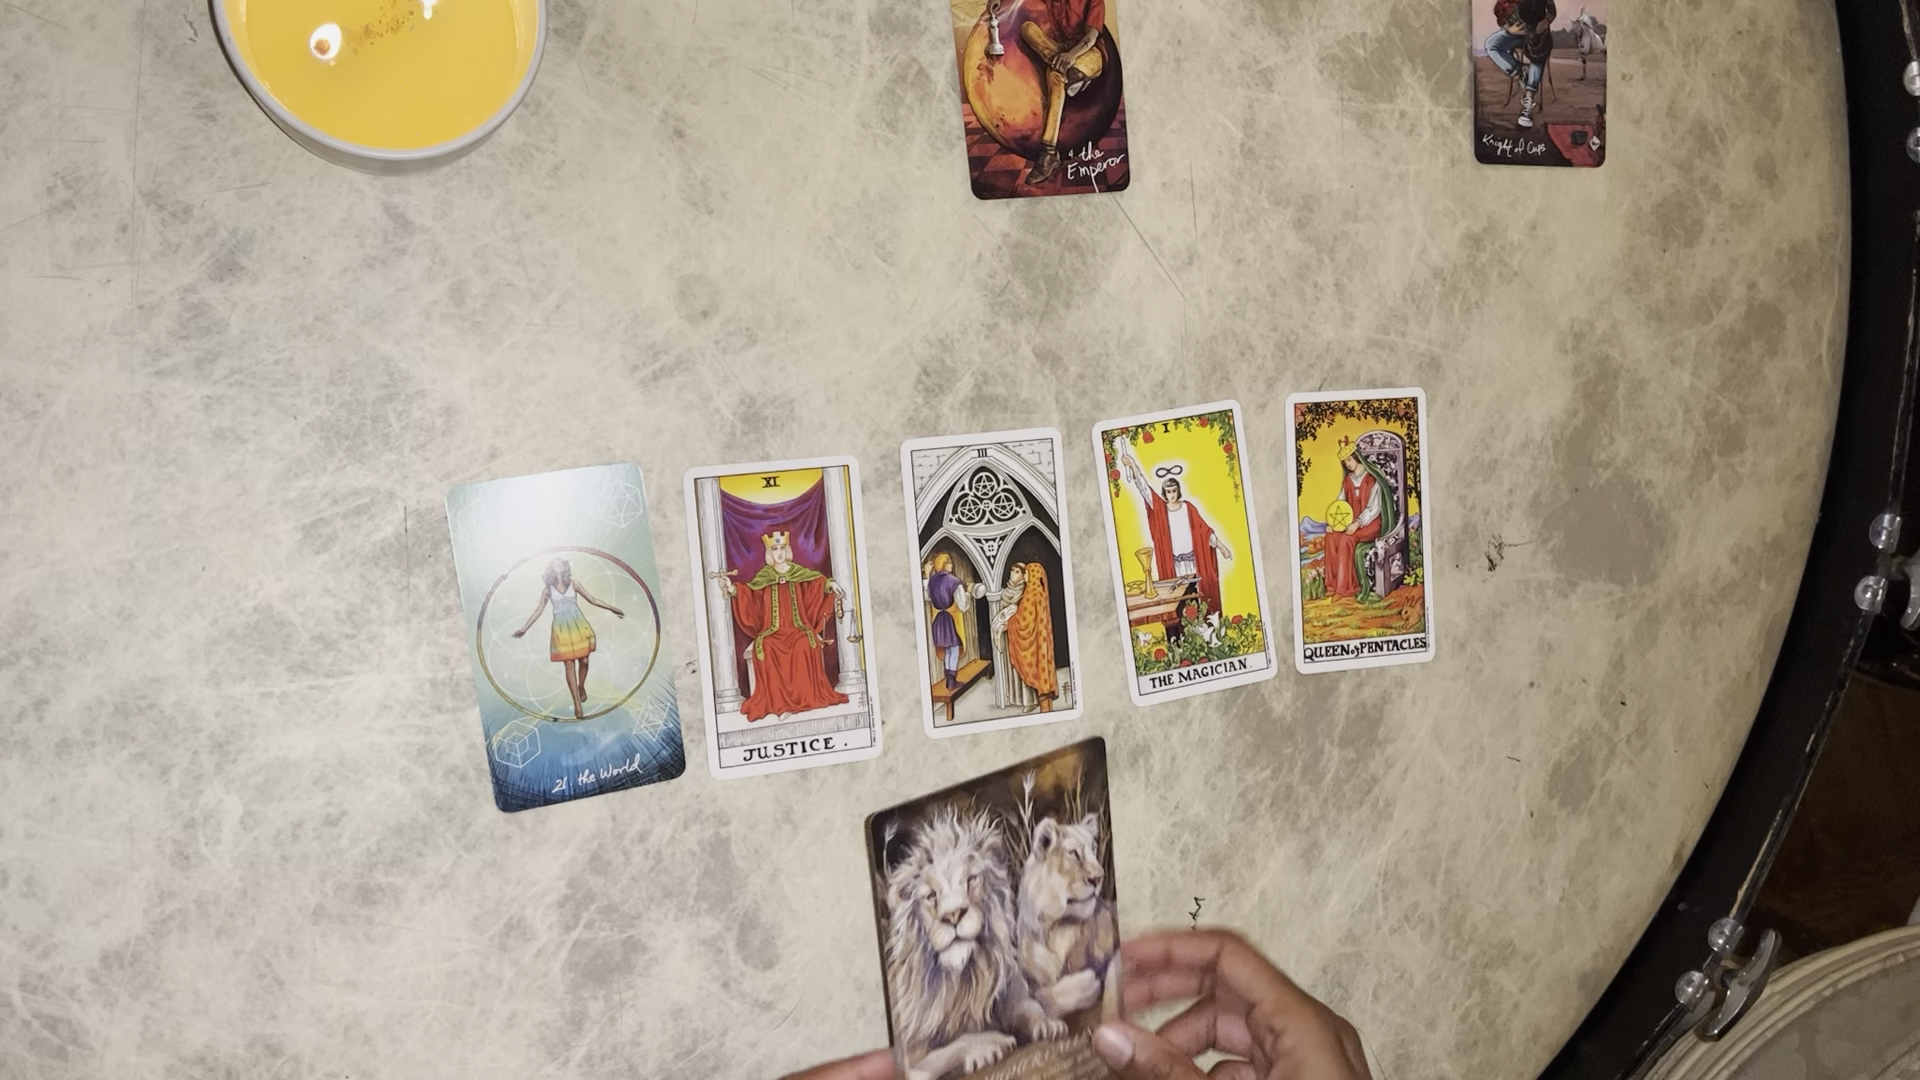 4. the
Emperor
Knight of Cups
21. the World
XI
JUSTICE.
III
I
THE MAGICIAN.
QUEEN of PENTACLES